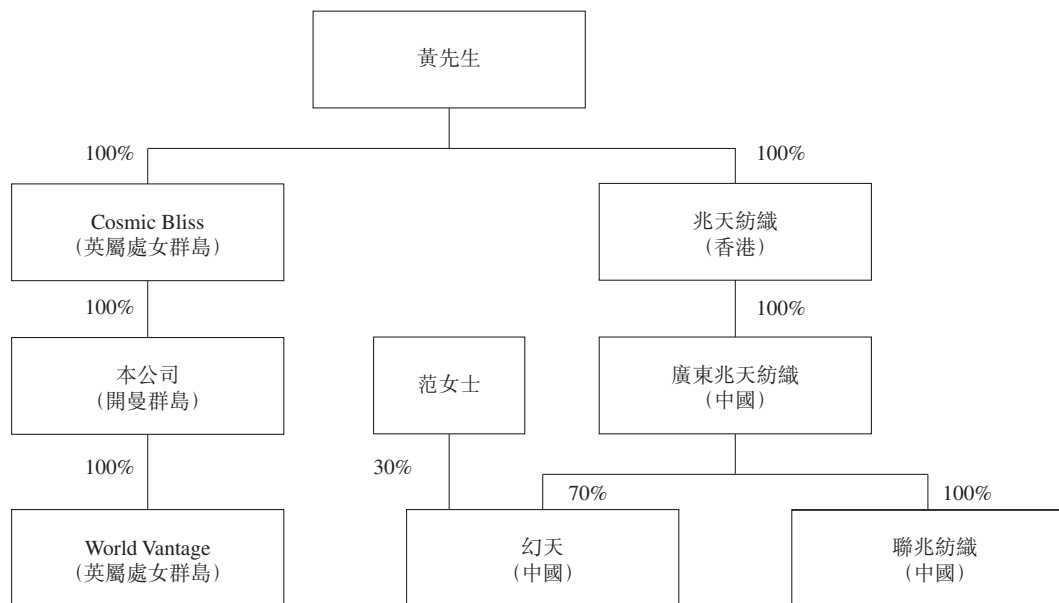 黃先生
100%
100%
Cosmic Bliss
（英屬處女群島）
兆天紡織
（香港）
100%
100%
本公司
（開曼群島）
范女士
廣東兆天紡織
（中國）
100%
30%
70%
100%
World Vantage
（英屬處女群島）
幻天
（中國）
聯兆紡織
（中國）